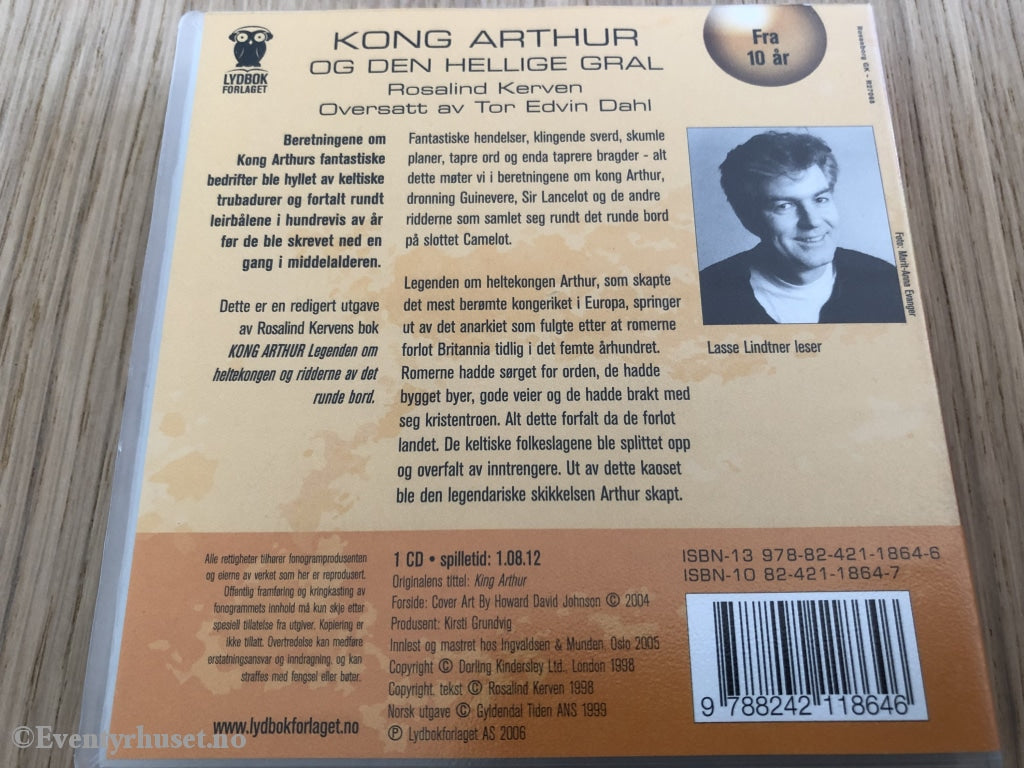 LYDBOK
FORLAGET
KONG ARTHUR
OG DEN HELLIGE GRAL
Rosalind Kerven
Oversatt av Tor Edvin Dahl
Fra
10 år
Rosenborg GK - R27098
Beretningene om
Kong Arthurs fantastiske
bedrifter ble hyllet av keltiske
trubadurer og fortalt rundt
leirbålene i hundrevis av år
før de ble skrevet ned en
gang i middelalderen.
Dette er en redigert utgave
av Rosalind Kervens bok
KONG ARTHUR Legenden om
heltekongen og ridderne av det
runde bord.
Fantastiske hendelser, klingende sverd, skumle
planer, tapre ord og enda taprere bragder - alt
dette møter vi i beretningene om kong Arthur,
dronning Guinevere, Sir Lancelot og de andre
ridderne som samlet seg rundt det runde bord
på slottet Camelot.
Legenden om heltekongen Arthur, som skapte
det mest berømte kongeriket i Europa, springer
ut av det anarkiet som fulgte etter at romerne
forlot Britannia tidlig i det femte århundret.
Romerne hadde sørget for orden, de hadde
bygget byer, gode veier og de hadde brakt med
seg kristentroen. Alt dette forfalt da de forlot
landet. De keltiske folkeslagene ble splittet opp
og overfalt av inntrengere. Ut av dette kaoset
ble den legendariske skikkelsen Arthur skapt.
Foto: Marit-Anna Evanger
Lasse Lindtner leser
Alle rettigheter tilhører fonogramprodusenten
og eierne av verket som her er reprodusert.
Offentlig framføring og kringkasting av
fonogrammets innhold må kun skje etter
spesiell tillatelse fra utgiver. Kopiering er
ikke tillatt. Overtredelse kan medføre
erstatningsansvar og inndragning, og kan
straffes med fengsel eller bøter.
www.lydbokforlaget.no
1 CD • spilletid: 1.08.12
Originalens tittel: King Arthur
Forside: Cover Art By Howard David Johnson © 2004
Produsent: Kirsti Grundvig
Innlest og mastret hos Ingvaldsen & Munden, Oslo 2005
Copyright © Dorling Kindersley Ltd., London 1998
Copyright, tekst © Rosalind Kerven 1998
Norsk utgave © Gyldendal Tiden ANS 1999
℗ Lydbokforlaget AS 2006
ISBN-13 978-82-421-1864-6
ISBN-10 82-421-1864-7
9 788242 118646
©Eventyrhuset.no